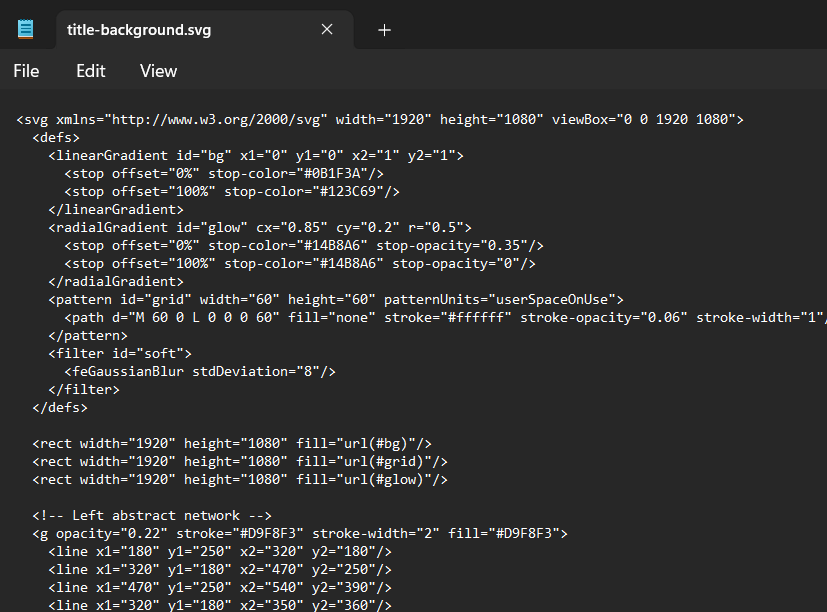 title-background.svg
File Edit View
<svg xmlns="http://www.w3.org/2000/svg" width="1920" height="1080" viewBox="0 0 1920 1080">
  <defs>
    <linearGradient id="bg" x1="0" y1="0" x2="1" y2="1">
      <stop offset="0%" stop-color="#0B1F3A"/>
      <stop offset="100%" stop-color="#123C69"/>
    </linearGradient>
    <radialGradient id="glow" cx="0.85" cy="0.2" r="0.5">
      <stop offset="0%" stop-color="#14B8A6" stop-opacity="0.35"/>
      <stop offset="100%" stop-color="#14B8A6" stop-opacity="0"/>
    </radialGradient>
    <pattern id="grid" width="60" height="60" patternUnits="userSpaceOnUse">
      <path d="M 60 0 L 0 0 0 60" fill="none" stroke="#ffffff" stroke-opacity="0.06" stroke-width="1"/
    </pattern>
    <filter id="soft">
      <feGaussianBlur stdDeviation="8"/>
    </filter>
  </defs>
  <rect width="1920" height="1080" fill="url(#bg)"/>
  <rect width="1920" height="1080" fill="url(#grid)"/>
  <rect width="1920" height="1080" fill="url(#glow)"/>
  <!-- Left abstract network -->
  <g opacity="0.22" stroke="#D9F8F3" stroke-width="2" fill="#D9F8F3">
    <line x1="180" y1="250" x2="320" y2="180"/>
    <line x1="320" y1="180" x2="470" y2="250"/>
    <line x1="470" y1="250" x2="540" y2="390"/>
    <line x1="320" y1="180" x2="350" y2="360"/>